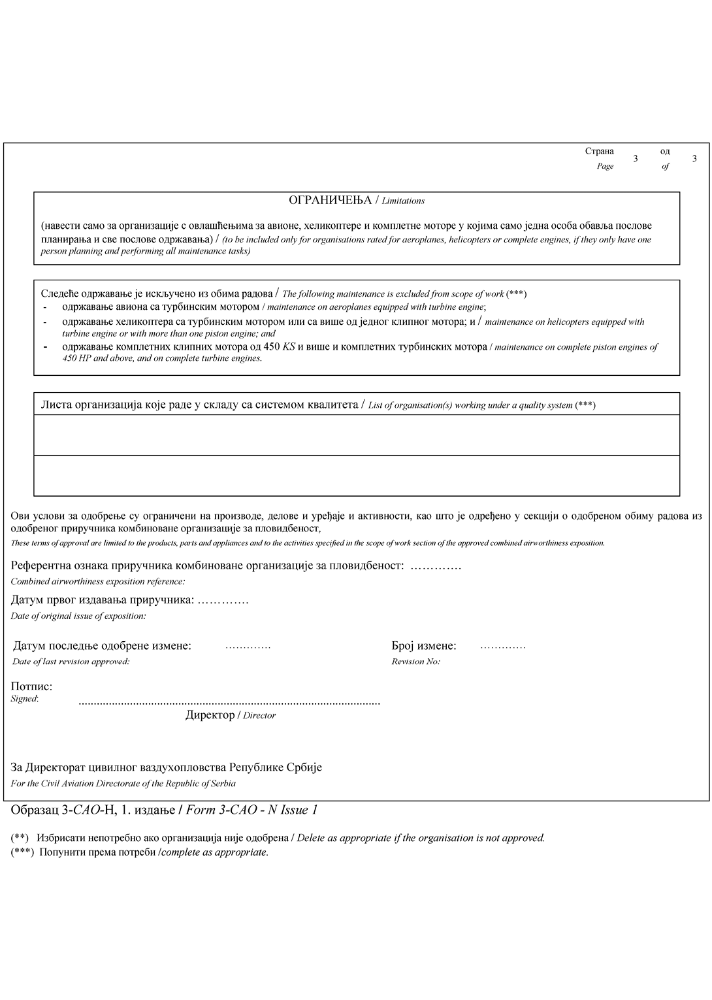 Страна 3 од 3
Page of
ОГРАНИЧЕЊА / Limitations
(навести само за организације с овлашћењима за авионе, хеликоптере и комплетне моторе у којима само једна особа обавља послове
планирања и све послове одржавања) / (to be included only for organisations rated for aeroplanes, helicopters or complete engines, if they only have one
person planning and performing all maintenance tasks)
Следеће одржавање је искључено из обима радова / The following maintenance is excluded from scope of work (***)
- одржавање авиона са турбинским мотором / maintenance on aeroplanes equipped with turbine engine;
- одржавање хеликоптера са турбинским мотором или са више од једног клипног мотора; и / maintenance on helicopters equipped with
turbine engine or with more than one piston engine; and
- одржавање комплетних клипних мотора од 450 KS и више и комплетних турбинских мотора / maintenance on complete piston engines of
450 HP and above, and on complete turbine engines.
Листа организација које раде у складу са системом квалитета / List of organisation(s) working under a quality system (***)
Ови услови за одобрење су ограничени на производе, делове и уређаје и активности, као што је одређено у секцији о одобреном обиму радова из
одобреног приручника комбиноване организације за пловидбеност,
These terms of approval are limited to the products, parts and appliances and to the activities specified in the scope of work section of the approved combined airworthiness exposition.
Референтна ознака приручника комбиноване организације за пловидбеност: ………….
Combined airworthiness exposition reference:
Датум првог издавања приручника: ………….
Date of original issue of exposition:
Датум последње одобрене измене: …………. Број измене: ………….
Date of last revision approved: Revision No:
Потпис:
Signed: ....................................................................................................
Директор / Director
За Директорат цивилног ваздухопловства Републике Србије
For the Civil Aviation Directorate of the Republic of Serbia
Образац 3-CAO-Н, 1. издање / Form 3-CAO - N Issue 1
(**) Избрисати непотребно ако организација није одобрена / Delete as appropriate if the organisation is not approved.
(***) Попунити према потреби /complete as appropriate.